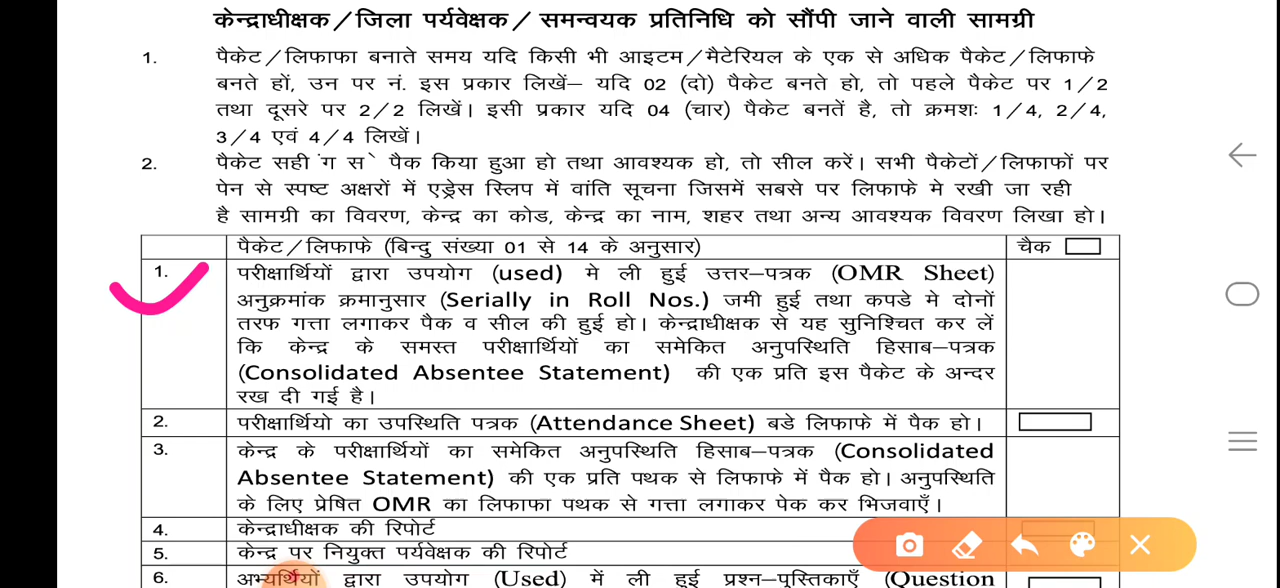 केन्द्राधीक्षक/जिला पर्यवेक्षक/ समन्वयक प्रतिनिधि को सौंपी जाने वाली सामग्री
1. पैकेट/लिफाफा बनाते समय यदि किसी भी आइटम/मैटेरियल के एक से अधिक पैकेट/लिफाफे
बनते हों, उन पर नं. इस प्रकार लिखें– यदि 02 (दो) पैकेट बनते हो, तो पहले पैकेट पर 1/2
तथा दूसरे पर 2/2 लिखें। इसी प्रकार यदि 04 (चार) पैकेट बनतें है, तो क्रमशः 1/4, 2/4,
3/4 एवं 4/4 लिखें।
2. पैकेट सही पैक किया हुआ हो तथा आवश्यक हो, तो सील करें। सभी पैकेटों/लिफाफों पर
पेन से स्पष्ट अक्षरों में एड्रेस स्लिप में वांति सूचना जिसमें सबसे पर लिफाफे मे रखी जा रही
है सामग्री का विवरण, केन्द्र का कोड, केन्द्र का नाम, शहर तथा अन्य आवश्यक विवरण लिखा हो।
पैकेट/लिफाफे (बिन्दु संख्या 01 से 14 के अनुसार) चैक
1. परीक्षार्थियों द्वारा उपयोग (used) मे ली हुई उत्तर–पत्रक (OMR Sheet)
अनुक्रमांक क्रमानुसार (Serially in Roll Nos.) जमी हुई तथा कपडे मे दोनों
तरफ गत्ता लगाकर पैक व सील की हुई हो। केन्द्राधीक्षक से यह सुनिश्चित कर लें
कि केन्द्र के समस्त परीक्षार्थियों का समेकित अनुपस्थिति हिसाब–पत्रक
(Consolidated Absentee Statement) की एक प्रति इस पैकेट के अन्दर
रख दी गई है।
2. परीक्षार्थियो का उपस्थिति पत्रक (Attendance Sheet) बडे लिफाफे में पैक हो।
3. केन्द्र के परीक्षार्थियों का समेकित अनुपस्थिति हिसाब–पत्रक (Consolidated
Absentee Statement) की एक प्रति पथक से लिफाफे में पैक हो। अनुपस्थिति
के लिए प्रेषित OMR का लिफाफा पथक से गत्ता लगाकर पेक कर भिजवाएँ।
4. केन्द्राधीक्षक की रिपोर्ट
5. केन्द्र पर नियुक्त पर्यवेक्षक की रिपोर्ट
6. अभ्यर्थियों द्वारा उपयोग (Used) में ली हुई प्रश्न–पुस्तिकाएँ (Question